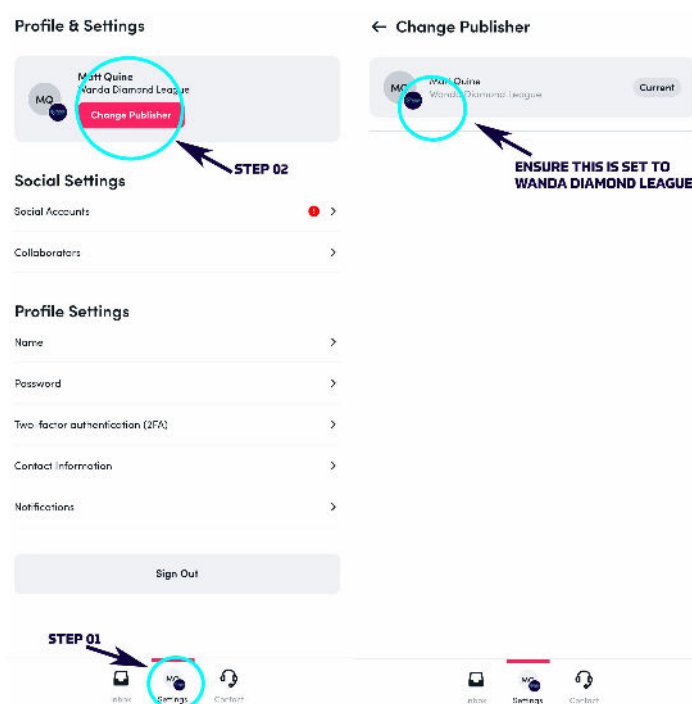 Profile & Settings
MQ
Matt Quine
Wanda Diamond League
Change Publisher
STEP 02
Social Settings
Social Accounts
!
Collaborators
Profile Settings
Name
Password
Two-factor authentication (2FA)
Contact Information
Notifications
Sign Out
STEP 01
MQ
Inbox
Settings
Contact
← Change Publisher
MQ
Matt Quine
Wanda Diamond League
Current
ENSURE THIS IS SET TO
WANDA DIAMOND LEAGUE
MQ
Inbox
Settings
Contact